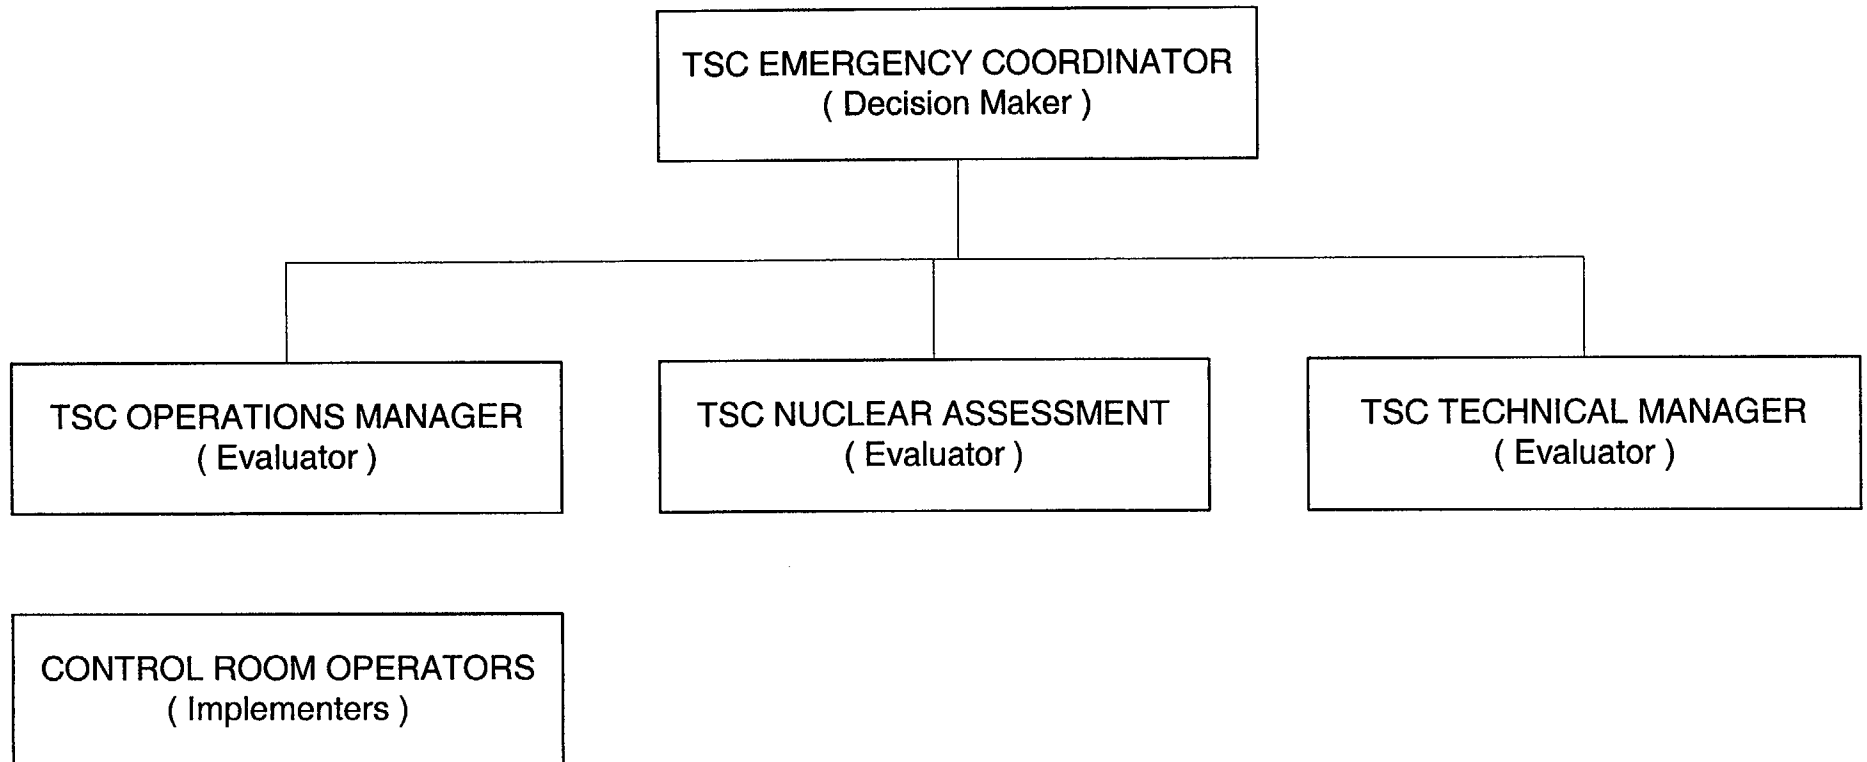 TSC EMERGENCY COORDINATOR
( Decision Maker )
TSC OPERATIONS MANAGER
( Evaluator )
TSC NUCLEAR ASSESSMENT
( Evaluator )
TSC TECHNICAL MANAGER
( Evaluator )
CONTROL ROOM OPERATORS
( Implementers )